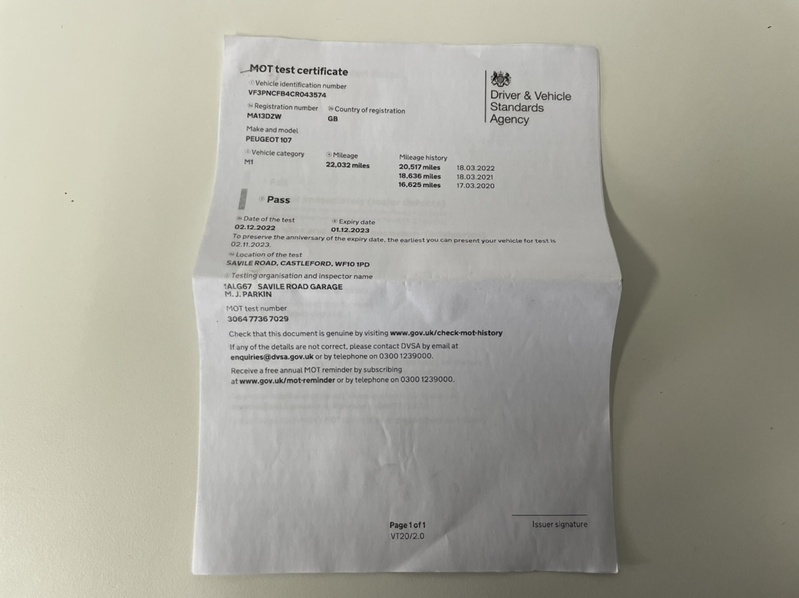 MOT test certificate
Vehicle identification number
VF3PNCFB4CR043574
Registration number Country of registration
MA13DZW GB
Make and model
PEUGEOT 107
Vehicle category Mileage Mileage history
M1 22,032 miles 20,517 miles 18.03.2022
18,636 miles 18.03.2021
16,625 miles 17.03.2020
Driver & Vehicle
Standards
Agency
Pass
Date of the test Expiry date
02.12.2022 01.12.2023
To preserve the anniversary of the expiry date, the earliest you can present your vehicle for test is
02.11.2023.
Location of the test
SAVILE ROAD, CASTLEFORD, WF10 1PD
Testing organisation and inspector name
1ALG67 SAVILE ROAD GARAGE
M. J. PARKIN
MOT test number
3064 7736 7029
Check that this document is genuine by visiting www.gov.uk/check-mot-history
If any of the details are not correct, please contact DVSA by email at
enquiries@dvsa.gov.uk or by telephone on 0300 1239000.
Receive a free annual MOT reminder by subscribing
at www.gov.uk/mot-reminder or by telephone on 0300 1239000.
Page 1 of 1
VT20/2.0
Issuer signature